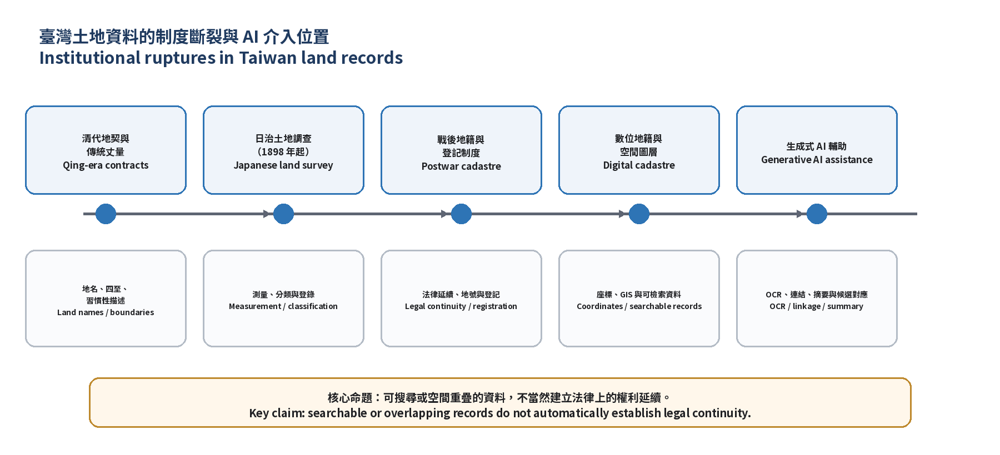 臺灣土地資料的制度斷裂與 AI 介入位置
Institutional ruptures in Taiwan land records
清代地契與
傳統丈量
Qing-era contracts
日治土地調查
（1898 年起）
Japanese land survey
戰後地籍與
登記制度
Postwar cadastre
數位地籍與
空間圖層
Digital cadastre
生成式 AI 輔助
Generative AI assistance
地名、四至、
習慣性描述
Land names / boundaries
測量、分類與登錄
Measurement / classification
法律延續、地號與登記
Legal continuity / registration
座標、GIS 與可檢索資料
Coordinates / searchable records
OCR、連結、摘要與候選對應
OCR / linkage / summary
核心命題：可搜尋或空間重疊的資料，不當然建立法律上的權利延續。
Key claim: searchable or overlapping records do not automatically establish legal continuity.